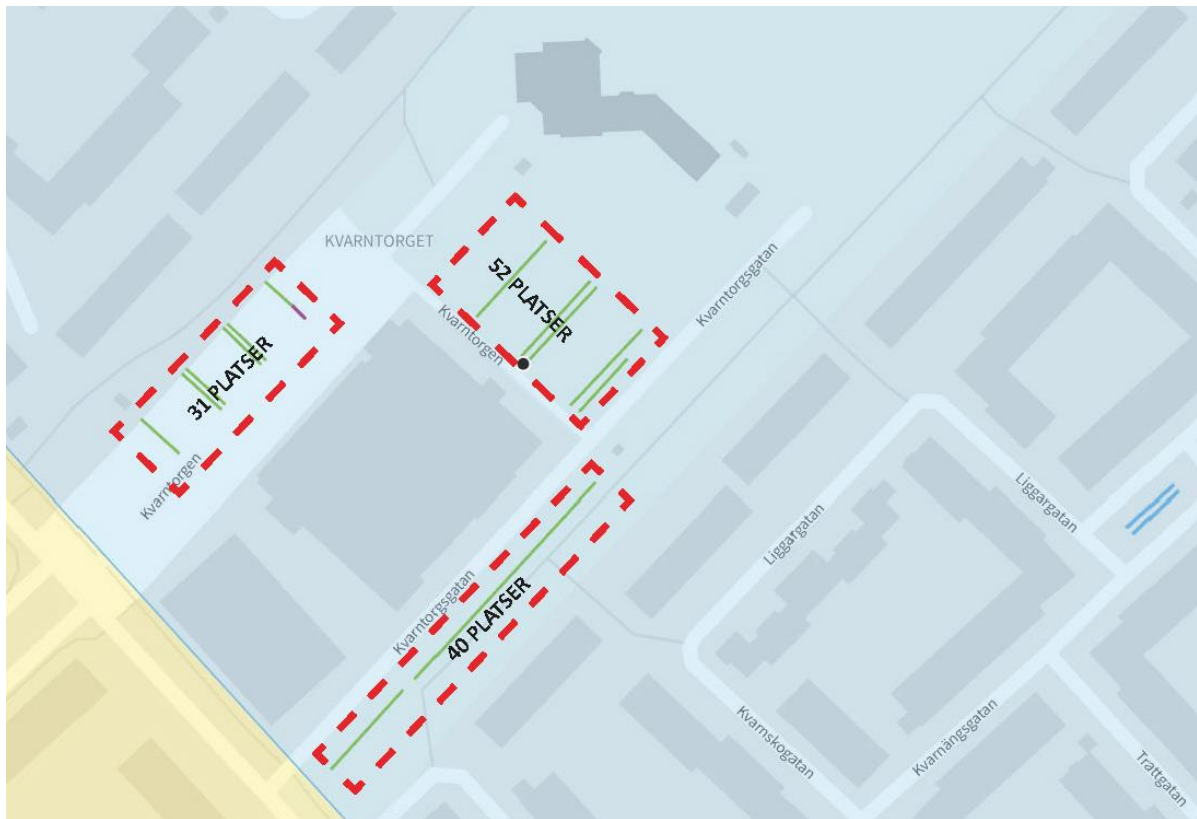 KVARNTORGET
52 PLATSER
Kvarntorgsgatan
Kvarntorgen
31 PLATSER
Kvarntorgen
Liggargatan
Liggargatan
Kvarntorgsgatan
40 PLATSER
Kvarnskogatan
Kvarnängsgatan
Trattgatan